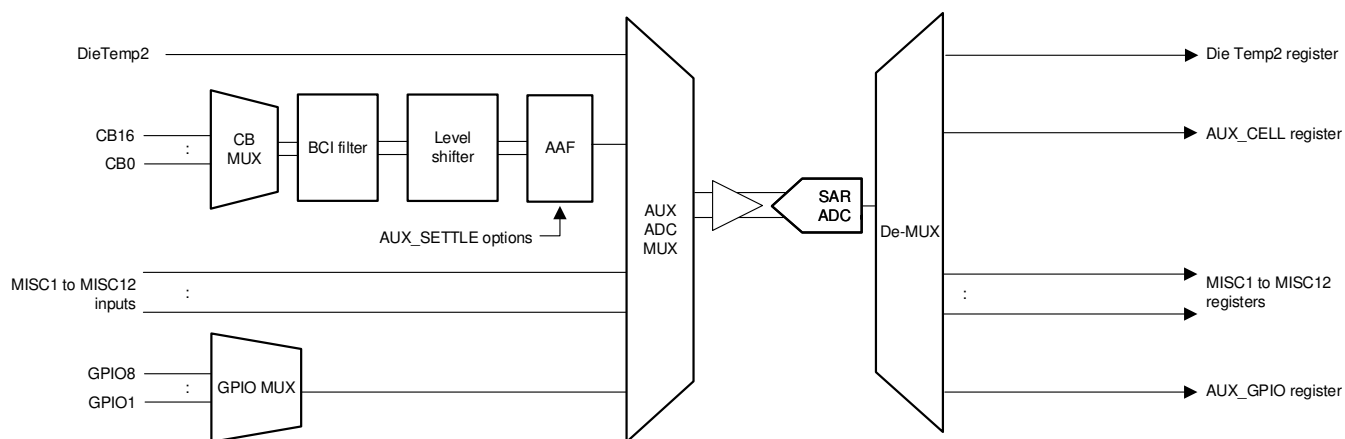 DieTemp2
CB16
:
CB0
CB
MUX
BCI filter
Level
shifter
AAF
AUX_SETTLE options
MISC1 to MISC12
inputs
:
GPIO8
:
GPIO1
GPIO MUX
AUX
ADC
MUX
SAR
ADC
De-MUX
Die Temp2 register
AUX_CELL register
:
MISC1 to MISC12
registers
AUX_GPIO register